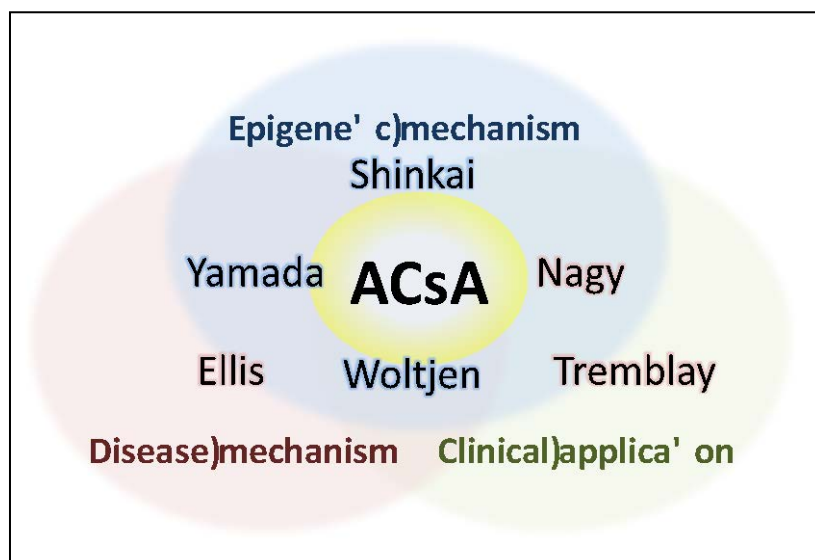 Epigene' c)mechanism
Shinkai
Yamada ACsA Nagy
Ellis Woltjen Tremblay
Disease)mechanism Clinical)applica' on